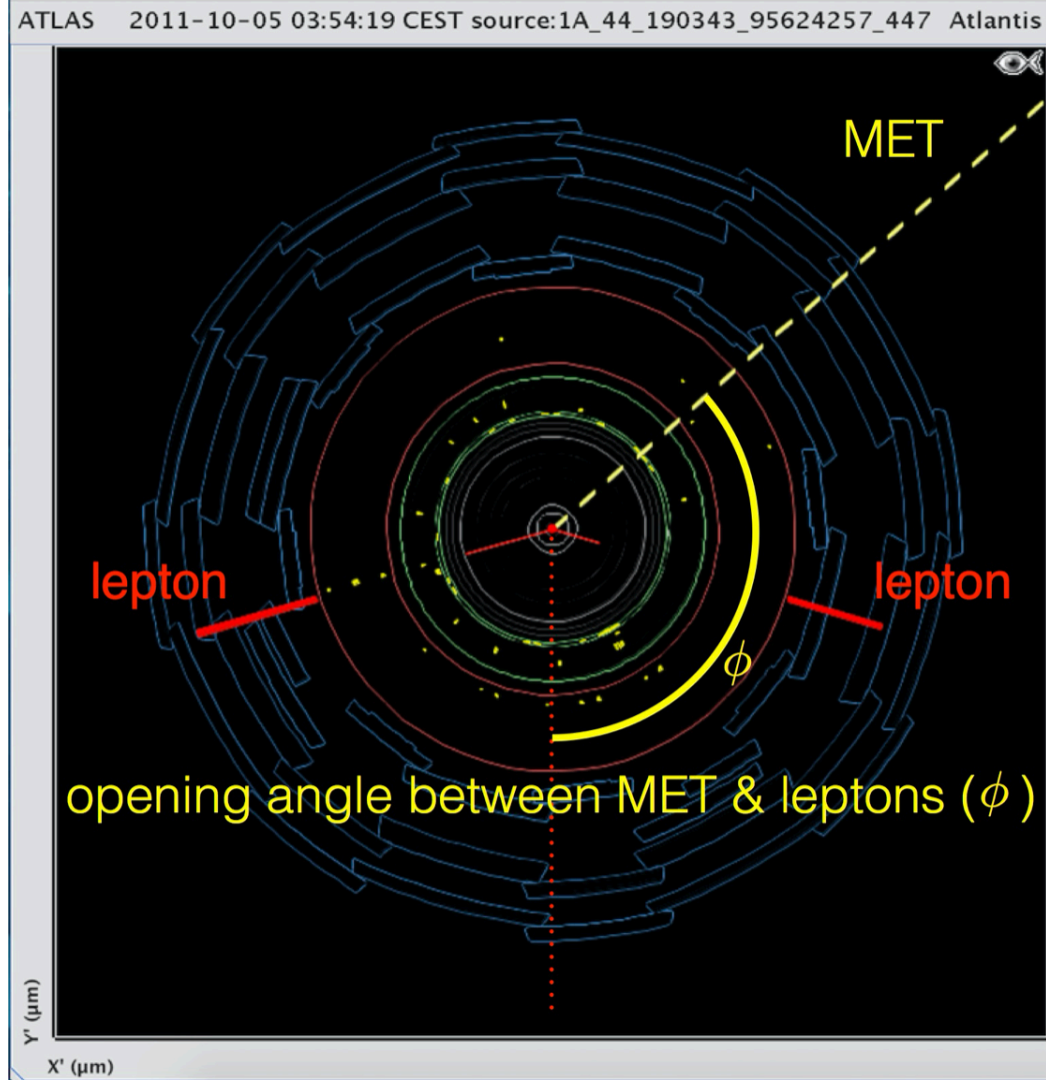 ATLAS 2011-10-05 03:54:19 CEST source:1A_44_190343_95624257_447 Atlantis
MET
lepton
lepton
ϕ
opening angle between MET & leptons (ϕ)
Y' (µm)
X' (µm)